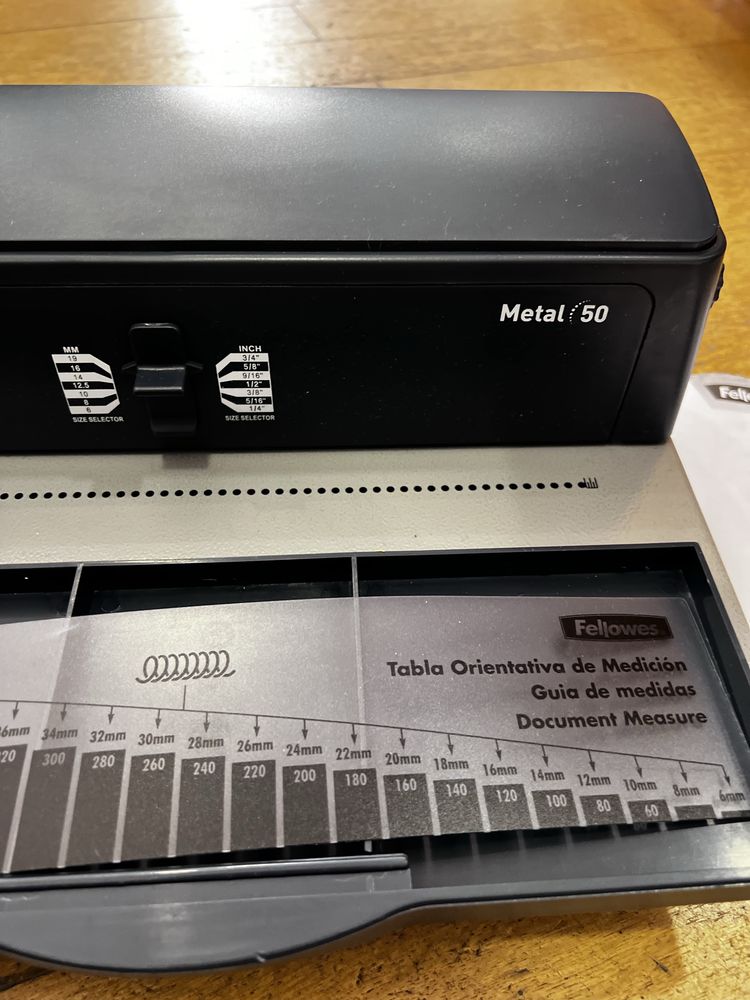 Metal 50
MM
19
16
14
12.5
10
8
6
SIZE SELECTOR
INCH
3/4"
5/8"
9/16"
1/2"
3/8"
5/16"
1/4"
SIZE SELECTOR
Fellowes
Tabla Orientativa de Medición
Guia de medidas
Document Measure
34mm 32mm 30mm 28mm 26mm 24mm 22mm 20mm 18mm 16mm 14mm 12mm 10mm 8mm 6mm
300 280 260 240 220 200 180 160 140 120 100 80 60